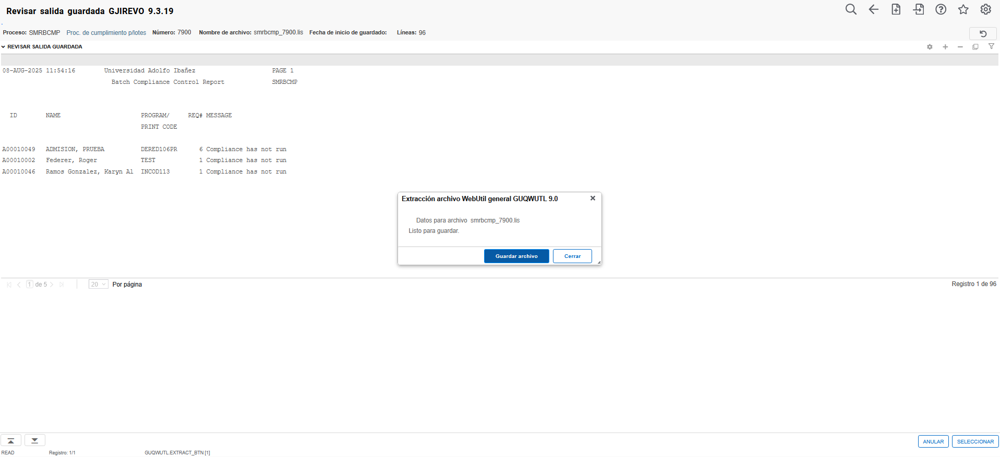 Revisar salida guardada GJIREVO 9.3.19
Proceso: SMRBCMP Proc. de cumplimiento p/lotes Número: 7900 Nombre de archivo: smrbcmp_7900.lis Fecha de inicio de guardado: Líneas: 96
REVISAR SALIDA GUARDADA
08-AUG-2025 11:54:16 Universidad Adolfo Ibañez PAGE 1
Batch Compliance Control Report SMRBCMP
ID NAME PROGRAM/ REQ# MESSAGE
PRINT CODE
A00010049 ADMISION, PRUEBA DERED106PR 6 Compliance has not run
A00010002 Federer, Roger TEST 1 Compliance has not run
A00010046 Ramos Gonzalez, Karyn Al INCOD113 1 Compliance has not run
Extracción archivo WebUtil general GUQWUTL 9.0
Datos para archivo smrbcmp_7900.lis
Listo para guardar.
Guardar archivo Cerrar
1 de 5 20 Por página Registro 1 de 96
ANULAR SELECCIONAR
READ Registro: 1/1 GUQWUTL.EXTRACT_BTN [1]